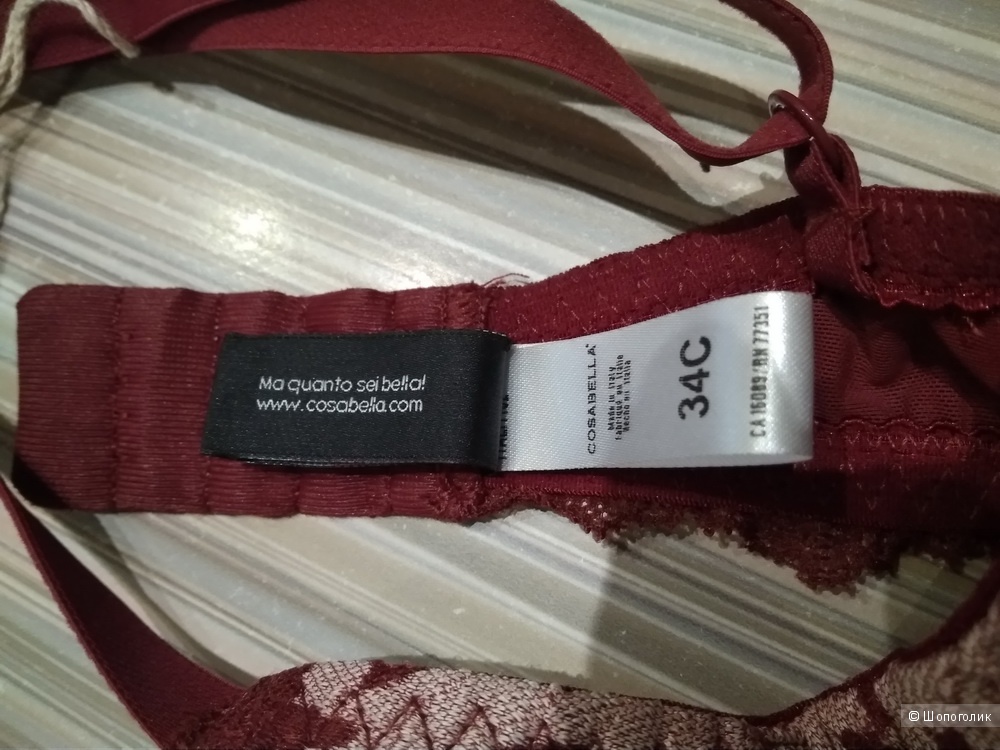 Ma quanto sei bella!
www.cosabella.com
COSABELLA
Made in Italy
Fabriqué en Italie
Hecho en Italia
34C
CA 16089/RN 77351
© Шопоголик